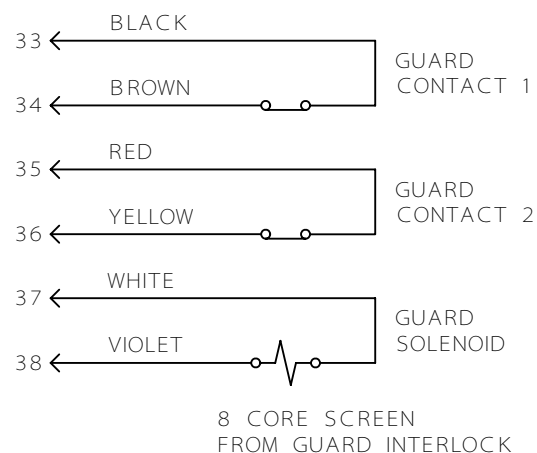 BLACK
33
GUARD
CONTACT 1
BROWN
34
RED
35
GUARD
CONTACT 2
YELLOW
36
WHITE
37
GUARD
SOLENOID
VIOLET
38
8 CORE SCREEN
FROM GUARD INTERLOCK